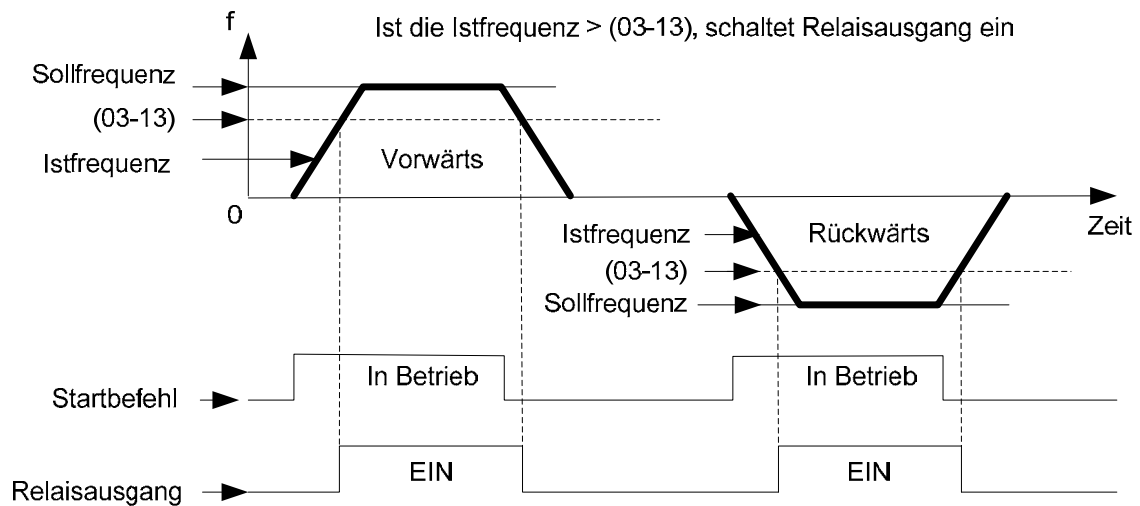 f
Ist die Istfrequenz > (03-13), schaltet Relaisausgang ein
Sollfrequenz
(03-13)
Istfrequenz
Vorwärts
0
Zeit
Istfrequenz
Rückwärts
(03-13)
Sollfrequenz
In Betrieb
In Betrieb
Startbefehl
EIN
EIN
Relaisausgang